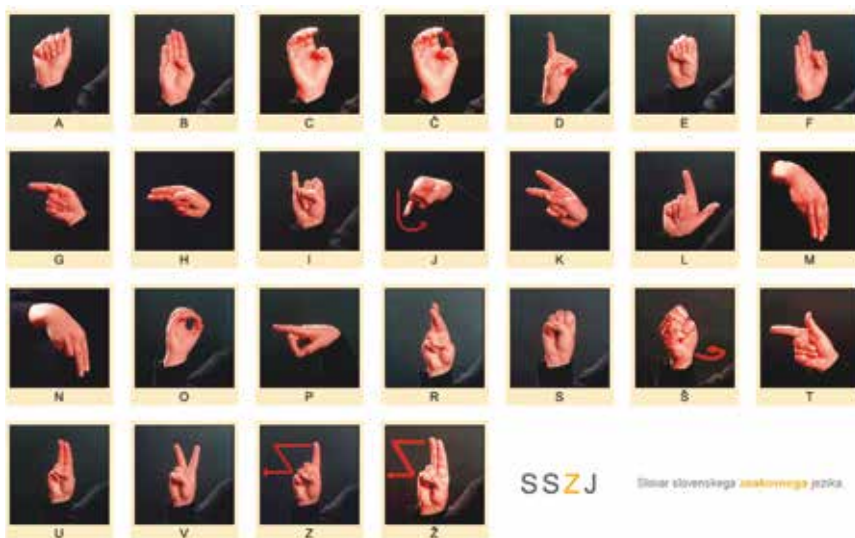 A B C Č D E F
G H I J K L M
N O P R S Š T
U V Z Ž
SSZJ Slovar slovenskega znakovnega jezika.